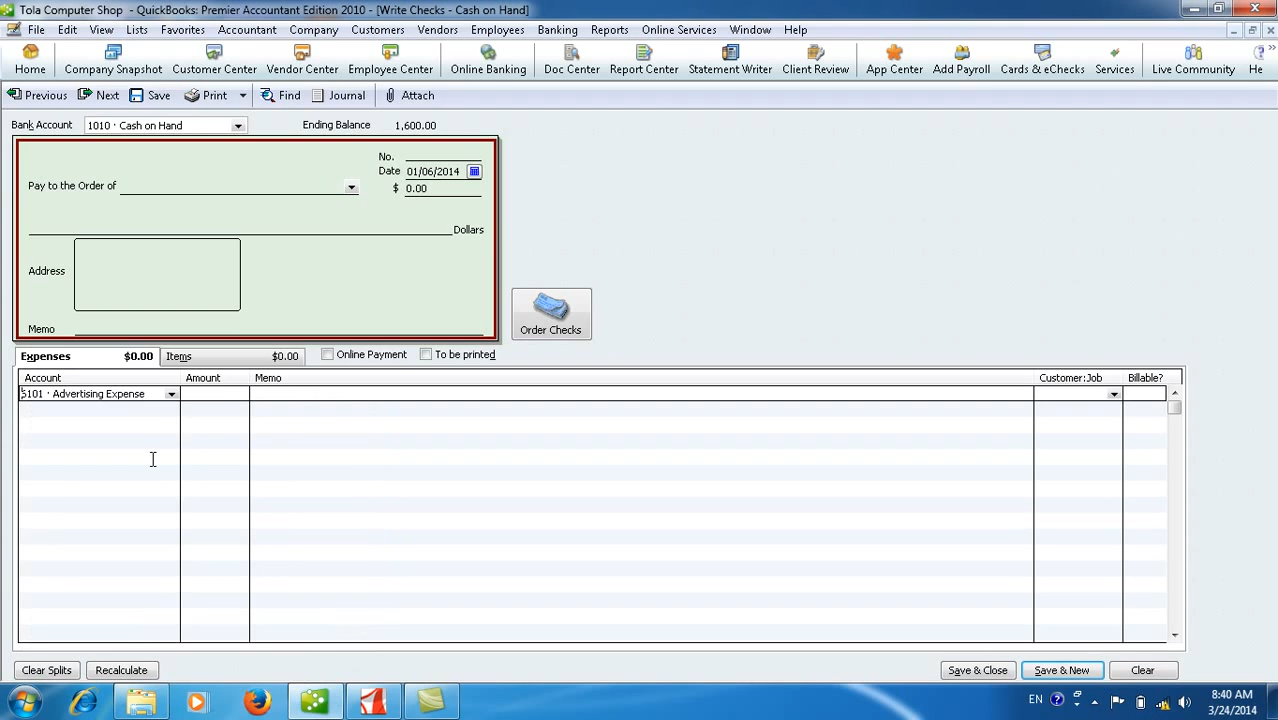 Tola Computer Shop - QuickBooks: Premier Accountant Edition 2010 - [Write Checks - Cash on Hand]
File Edit View Lists Favorites Accountant Company Customers Vendors Employees Banking Reports Online Services Window Help
Home Company Snapshot Customer Center Vendor Center Employee Center Online Banking Doc Center Report Center Statement Writer Client Review App Center Add Payroll Cards & eChecks Services Live Community He
Previous Next Save Print Find Journal Attach
Bank Account 1010 · Cash on Hand Ending Balance 1,600.00
No.
Date 01/06/2014
Pay to the Order of $ 0.00
Dollars
Address
Memo
Order Checks
Expenses $0.00 Items $0.00 Online Payment To be printed
Account Amount Memo Customer:Job Billable?
5101 · Advertising Expense
Clear Splits Recalculate Save & Close Save & New Clear
EN 8:40 AM
3/24/2014